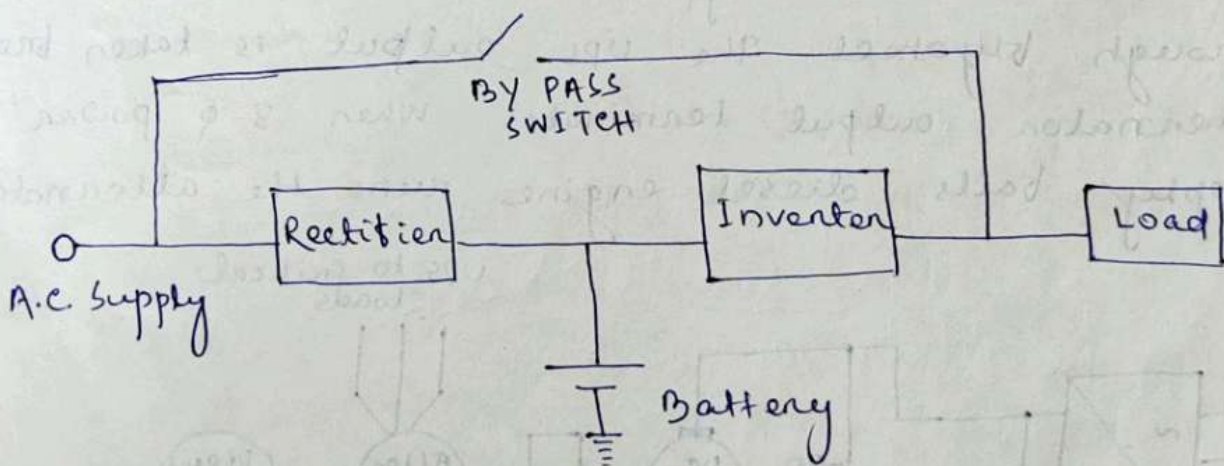 BY PASS
SWITCH
Rectifier
Inverter
Load
A.C. Supply
Battery